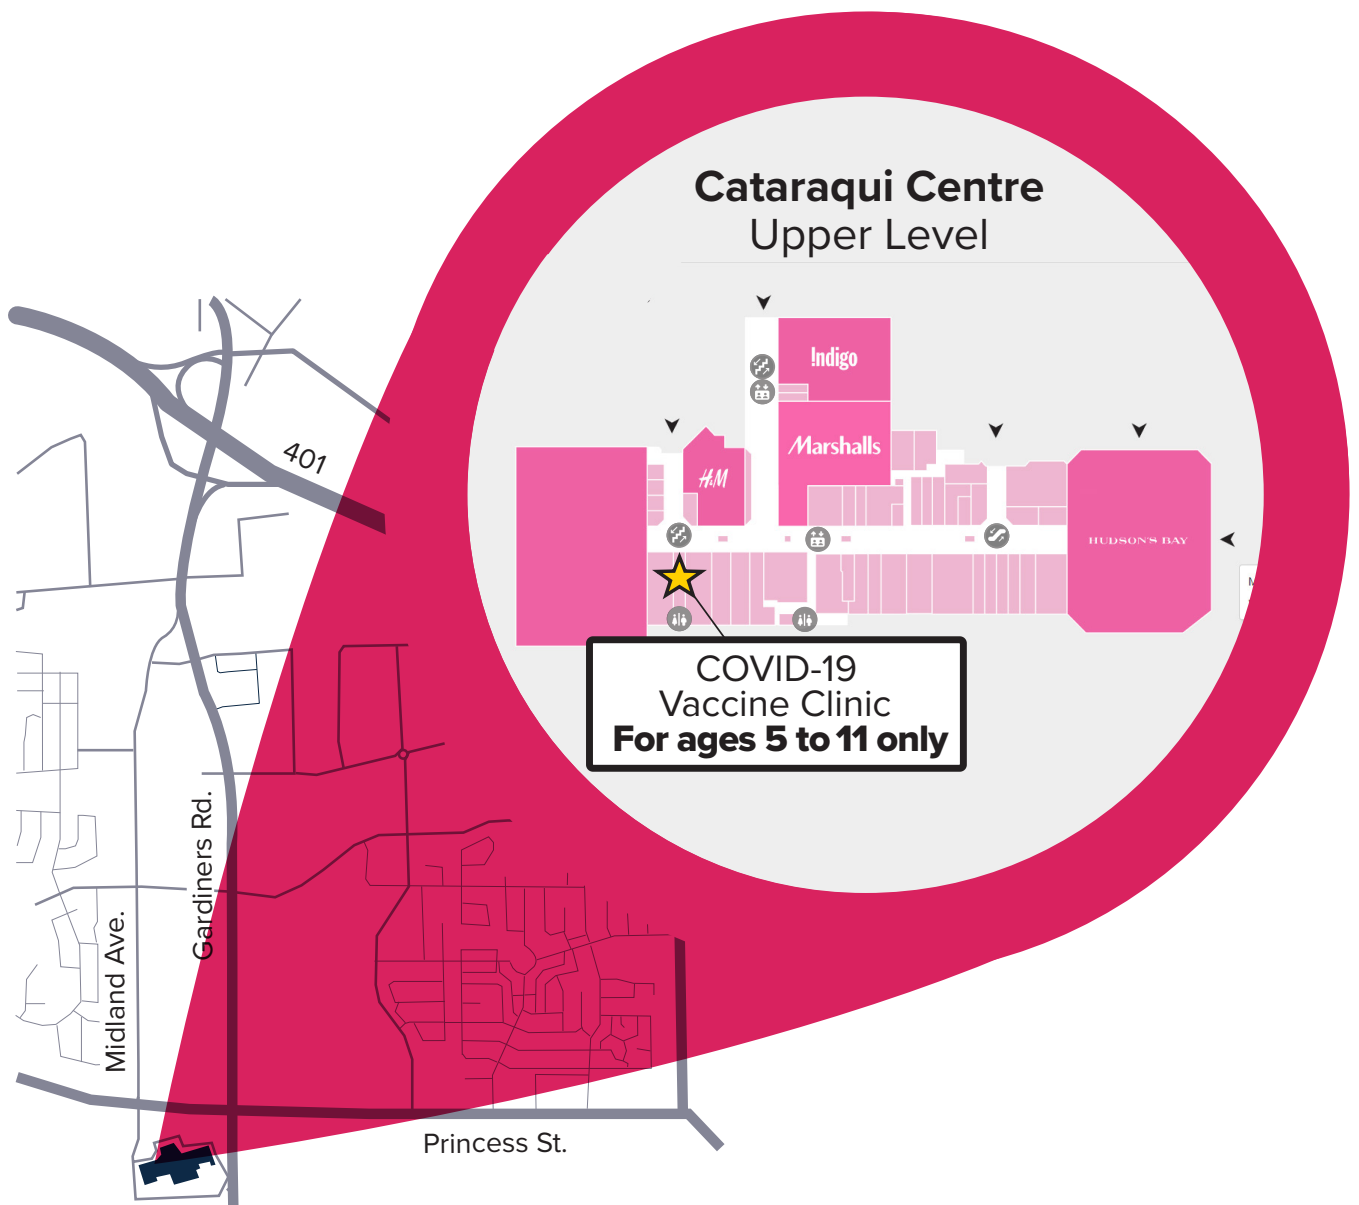 Cataraqui Centre
Upper Level
!ndigo
Marshalls
H&M
HUDSON'S BAY
COVID-19
Vaccine Clinic
For ages 5 to 11 only
401
Gardiners Rd.
Midland Ave.
Princess St.